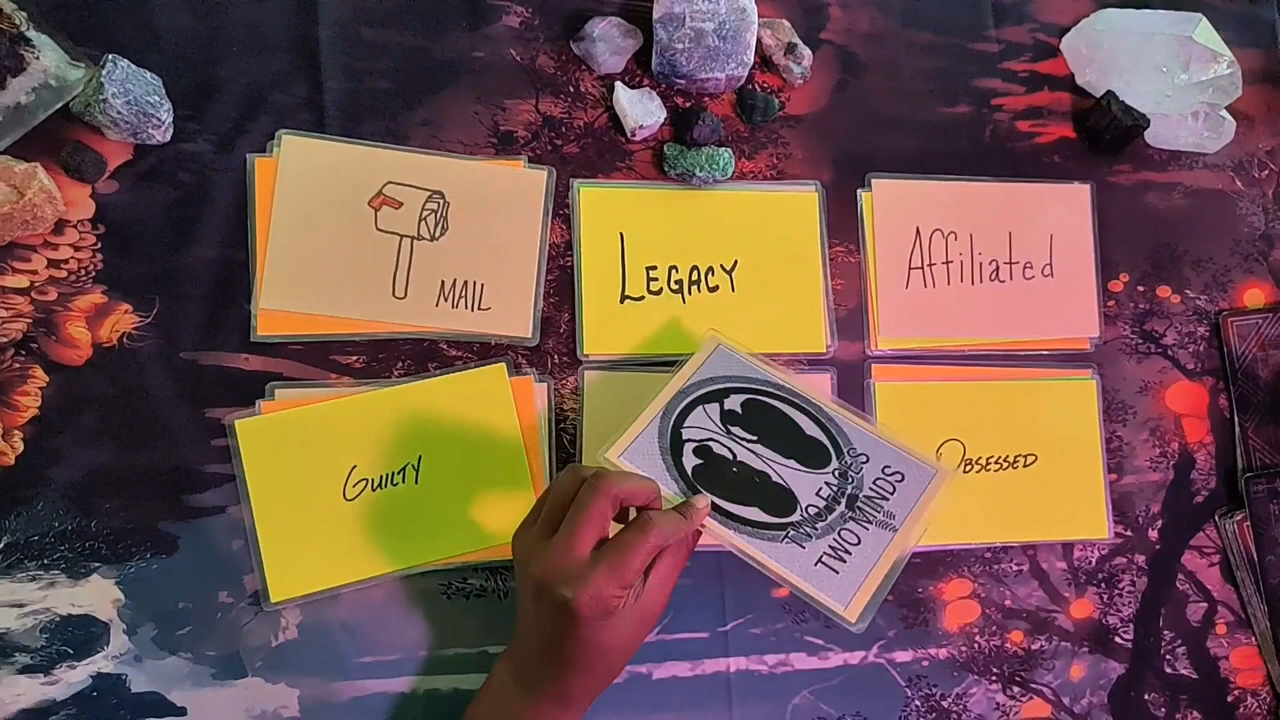 MAIL
LEGACY
Affiliated
GUILTY
TWO FACES
TWO MINDS
OBSESSED